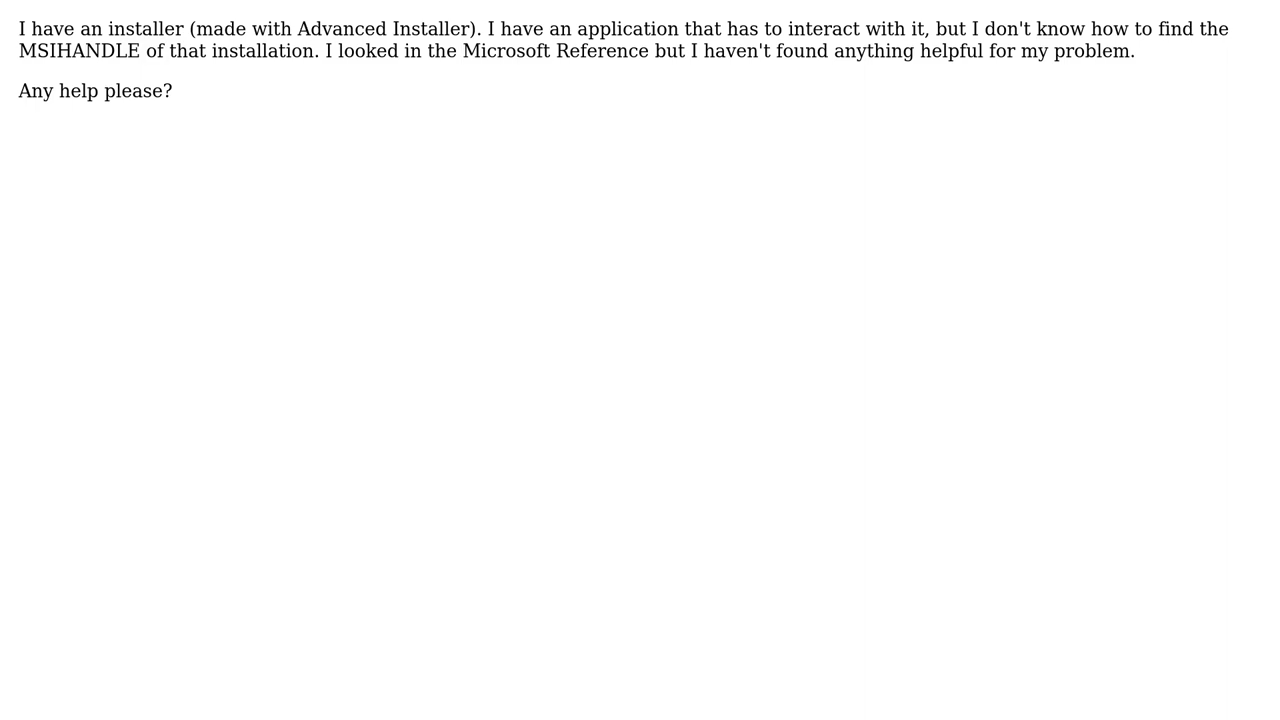 I have an installer (made with Advanced Installer). I have an application that has to interact with it, but I don't know how to find the
MSIHANDLE of that installation. I looked in the Microsoft Reference but I haven't found anything helpful for my problem.
Any help please?